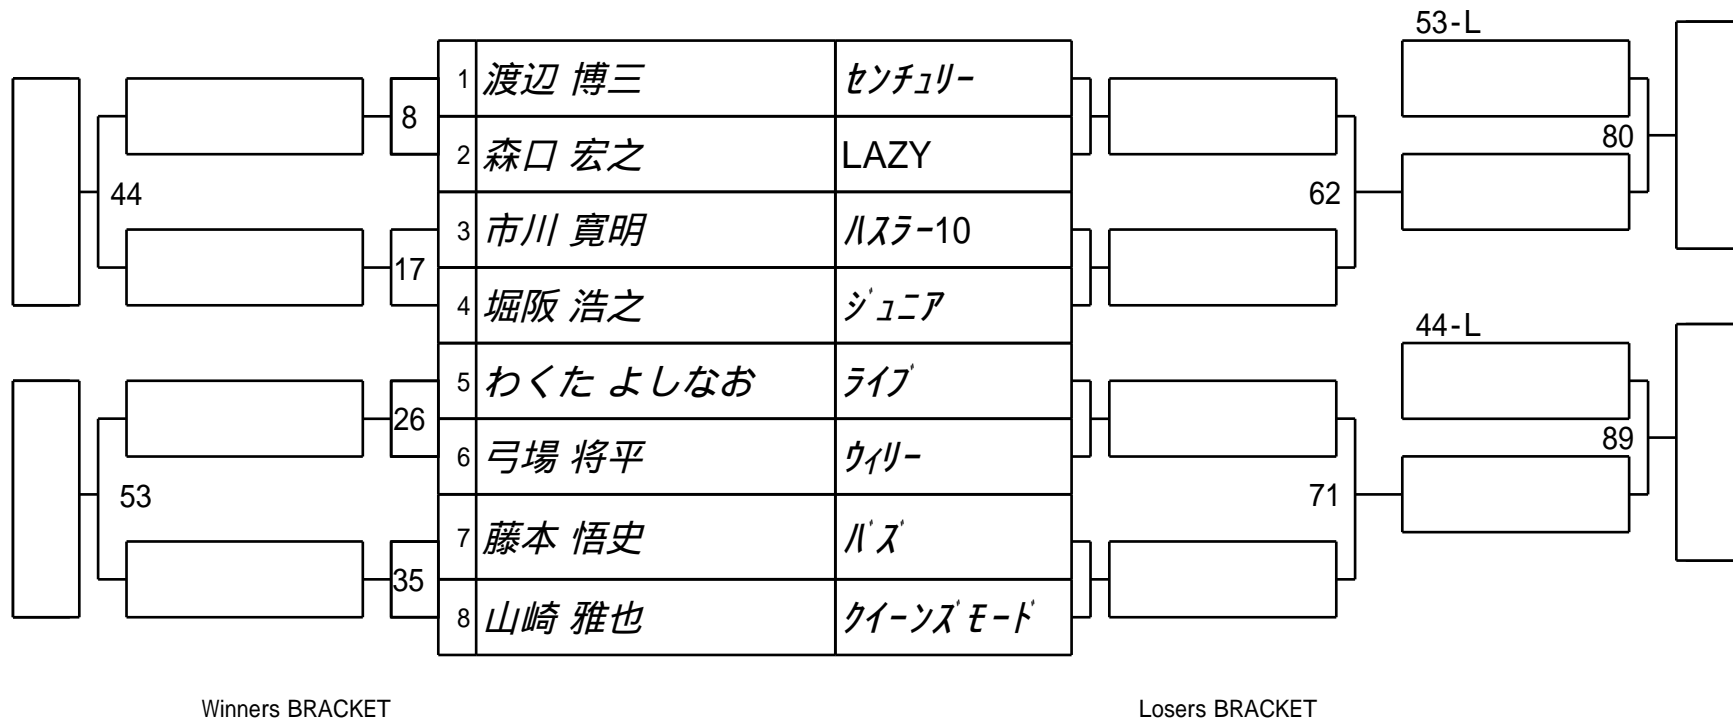 53-L
1 渡辺 博三 ｾﾝﾁｭﾘｰ
8
80
2 森口 宏之 LAZY
44
62
3 市川 寛明 ﾊｽﾗｰ10
17
4 堀阪 浩之 ｼﾞｭﾆｱ
44-L
5 わくた よしなお ﾗｲﾌﾞ
26
89
6 弓場 将平 ｳｨﾘｰ
53
71
7 藤本 悟史 ﾊﾞｽﾞ
35
8 山崎 雅也 ｸｲｰﾝｽﾞﾓｰﾄﾞ
Winners BRACKET
Losers BRACKET